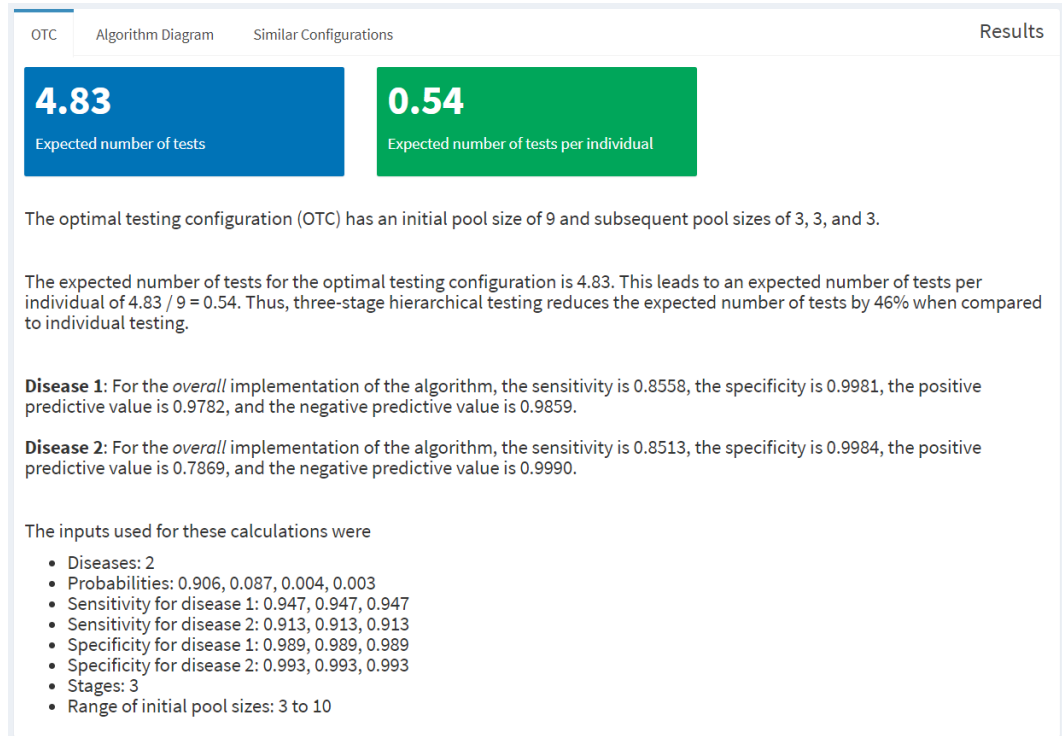 OTC Algorithm Diagram Similar Configurations Results
4.83 0.54
Expected number of tests Expected number of tests per individual
The optimal testing configuration (OTC) has an initial pool size of 9 and subsequent pool sizes of 3, 3, and 3.
The expected number of tests for the optimal testing configuration is 4.83. This leads to an expected number of tests per
individual of 4.83 / 9 = 0.54. Thus, three-stage hierarchical testing reduces the expected number of tests by 46% when compared
to individual testing.
Disease 1: For the overall implementation of the algorithm, the sensitivity is 0.8558, the specificity is 0.9981, the positive
predictive value is 0.9782, and the negative predictive value is 0.9859.
Disease 2: For the overall implementation of the algorithm, the sensitivity is 0.8513, the specificity is 0.9984, the positive
predictive value is 0.7869, and the negative predictive value is 0.9990.
The inputs used for these calculations were
• Diseases: 2
• Probabilities: 0.906, 0.087, 0.004, 0.003
• Sensitivity for disease 1: 0.947, 0.947, 0.947
• Sensitivity for disease 2: 0.913, 0.913, 0.913
• Specificity for disease 1: 0.989, 0.989, 0.989
• Specificity for disease 2: 0.993, 0.993, 0.993
• Stages: 3
• Range of initial pool sizes: 3 to 10